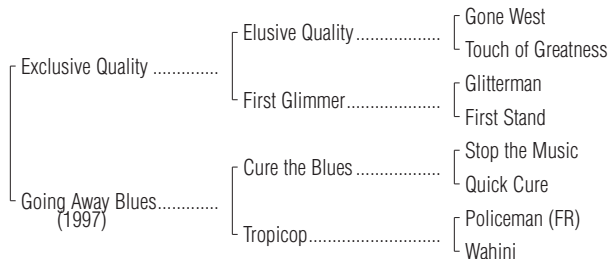 Gone West
Elusive Quality ..................
Touch of Greatness
Exclusive Quality ..............
Glitterman
First Glimmer....................
First Stand
Stop the Music
Cure the Blues ..................
Quick Cure
Going Away Blues.............
(1997)
Policeman (FR)
Tropicop............................
Wahini